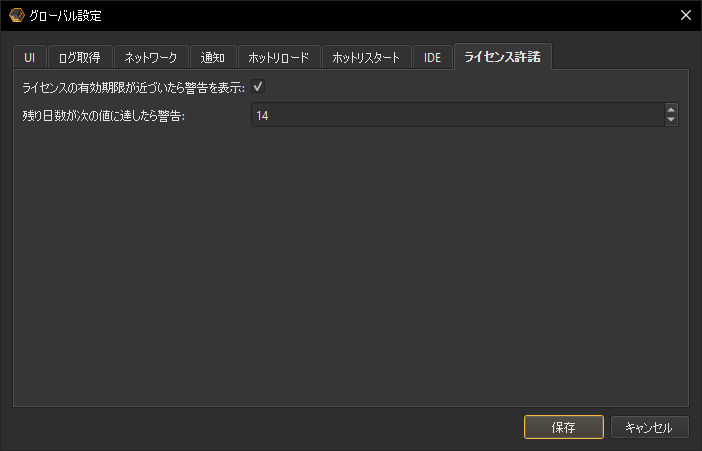 グローバル設定
UI ログ取得 ネットワーク 通知 ホットリロード ホットリスタート IDE ライセンス許諾
ライセンスの有効期限が近づいたら警告を表示:
残り日数が次の値に達したら警告: 14
保存 キャンセル